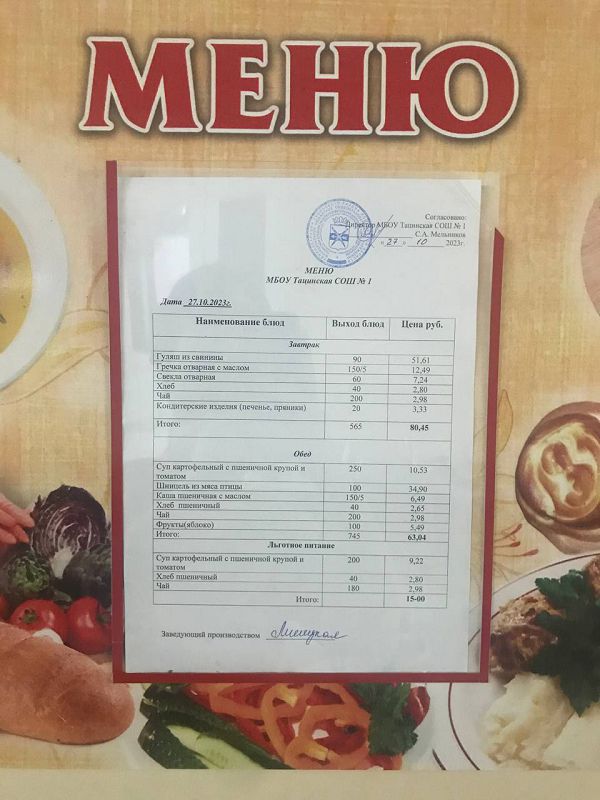 МЕНЮ
Согласовано:
Директор МБОУ Тацинская СОШ № 1
С.А. Мельников
« 27 » 10 2023г.
МЕНЮ
МБОУ Тацинская СОШ № 1
Дата 27.10.2023г.
Наименование блюд Выход блюд Цена руб.
Завтрак
Гуляш из свинины 90 51,61
Гречка отварная с маслом 150/5 12,49
Свекла отварная 60 7,24
Хлеб 40 2,80
Чай 200 2,98
Кондитерские изделия (печенье, пряники) 20 3,33
Итого: 565 80,45
Обед
Суп картофельный с пшеничной крупой и 250 10,53
томатом
Шницель из мяса птицы 100 34,90
Каша пшеничная с маслом 150/5 6,49
Хлеб пшеничный 40 2,65
Чай 200 2,98
Фрукты(яблоко) 100 5,49
Итого: 745 63,04
Льготное питание
Суп картофельный с пшеничной крупой и 200 9,22
томатом
Хлеб пшеничный 40 2,80
Чай 180 2,98
Итого: 15-00
Заведующий производством